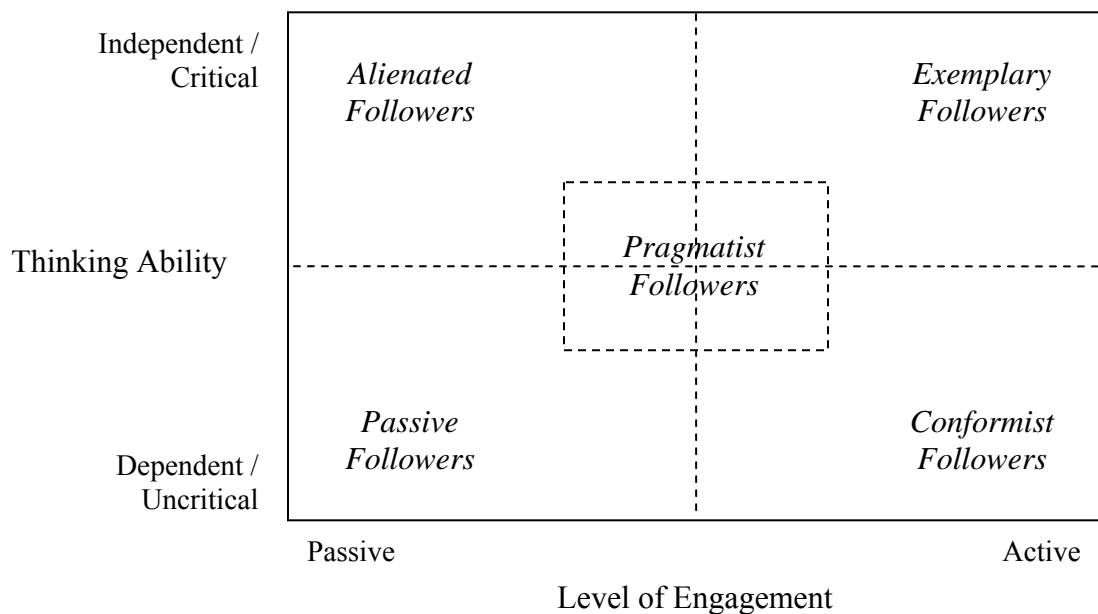 Independent /
Critical
Alienated
Followers
Exemplary
Followers
Thinking Ability
Pragmatist
Followers
Passive
Followers
Conformist
Followers
Dependent /
Uncritical
Passive
Active
Level of Engagement